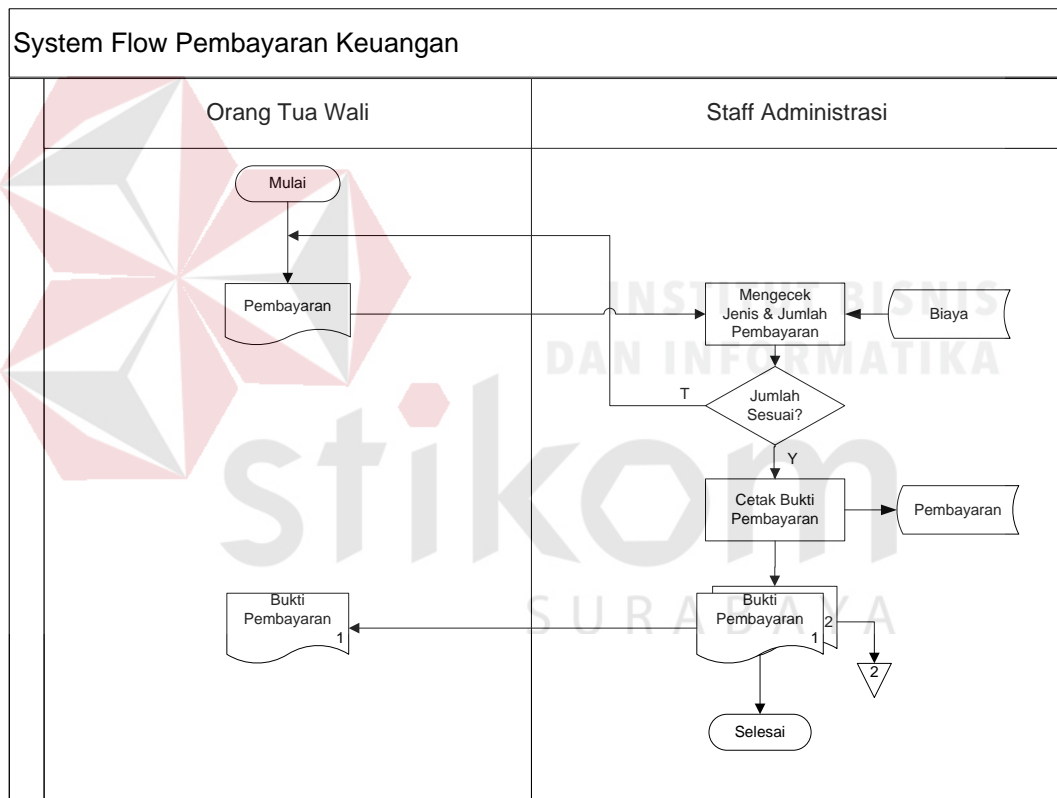 System Flow Pembayaran Keuangan
Orang Tua Wali
Staff Administrasi
Mulai
Pembayaran
Mengecek
Jenis & Jumlah
Pembayaran
Biaya
INSTITUT BISNIS
DAN INFORMATIKA
T
Jumlah
Sesuai?
stikom
Y
Cetak Bukti
Pembayaran
Pembayaran
SURABAYA
Bukti
Pembayaran
1
Bukti
Pembayaran
1
2
2
Selesai